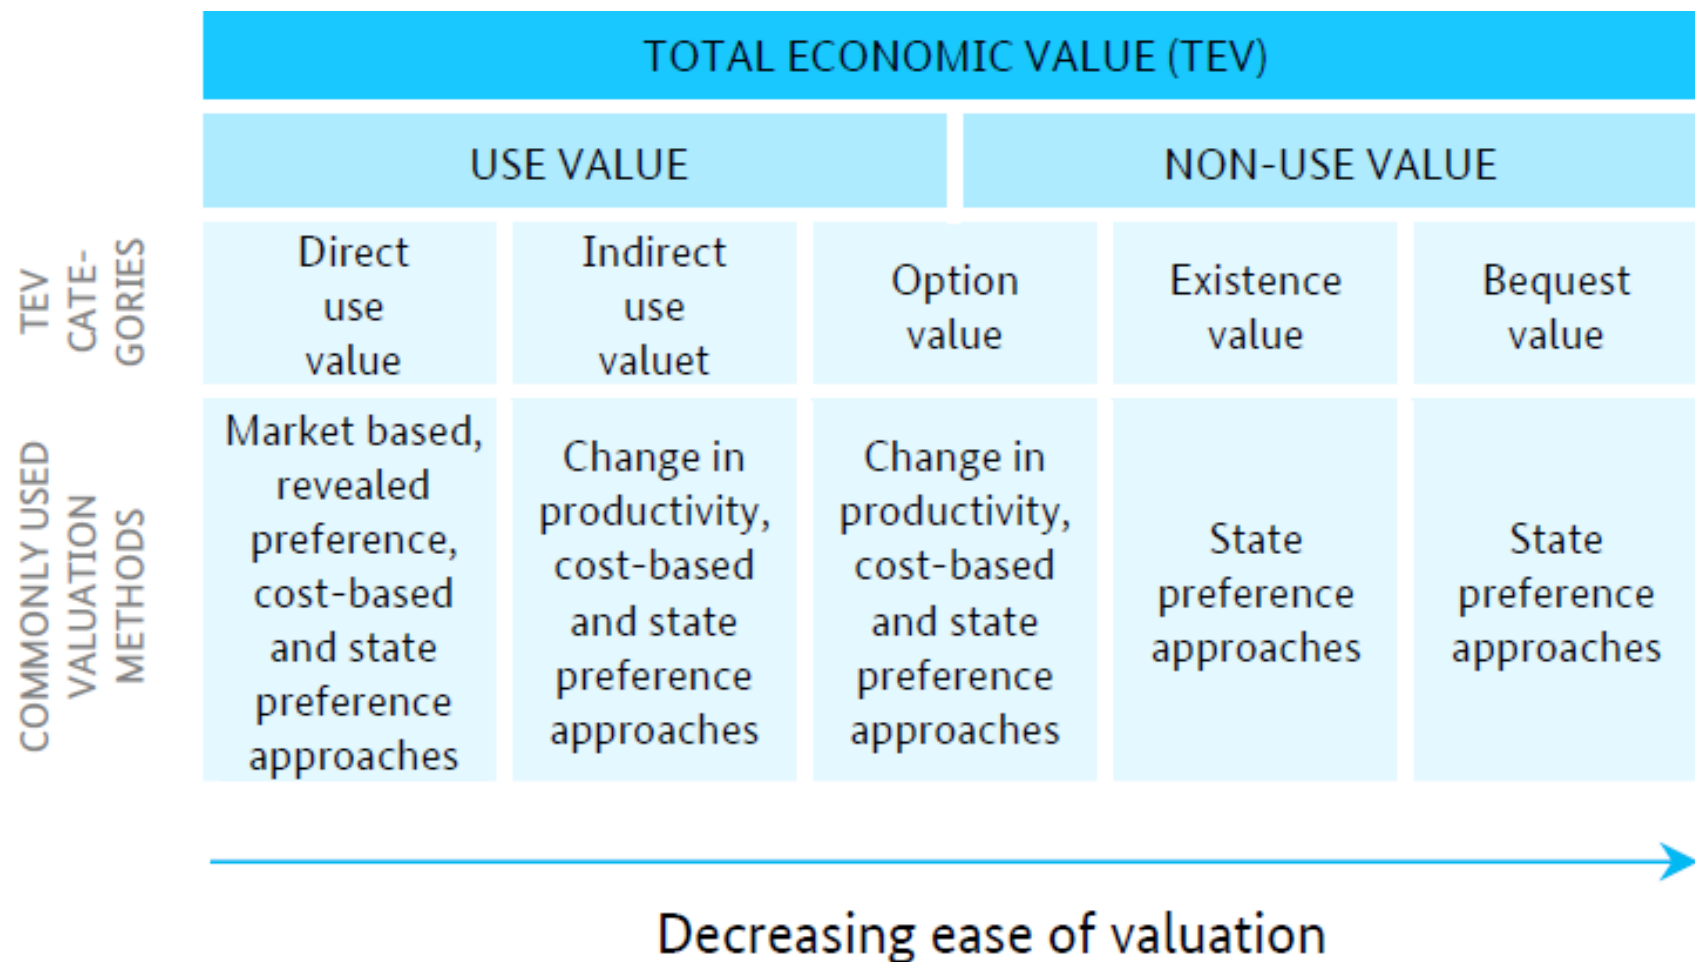 TOTAL ECONOMIC VALUE (TEV)
USE VALUE
NON-USE VALUE
TEV
CATE-
GORIES
Direct
use
value
Indirect
use
valuet
Option
value
Existence
value
Bequest
value
COMMONLY USED
VALUATION
METHODS
Market based,
revealed
preference,
cost-based
and state
preference
approaches
Change in
productivity,
cost-based
and state
preference
approaches
Change in
productivity,
cost-based
and state
preference
approaches
State
preference
approaches
State
preference
approaches
Decreasing ease of valuation